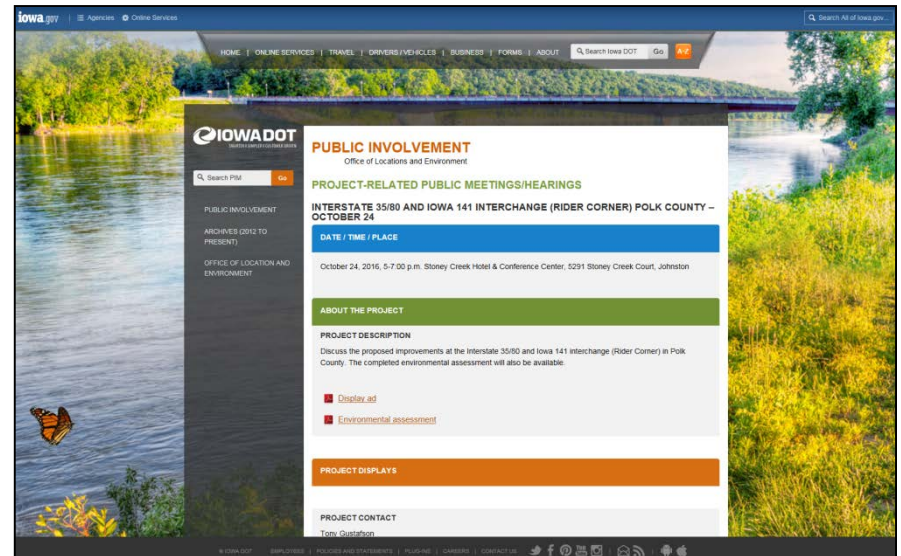 iowa.gov | Agencies Online Services
Search All of Iowa.gov...
HOME | ONLINE SERVICES | TRAVEL | DRIVERS / VEHICLES | BUSINESS | FORMS | ABOUT
Search Iowa DOT Go A-Z
IOWADOT
Search PIM Go
PUBLIC INVOLVEMENT
ARCHIVES (2012 TO
PRESENT)
OFFICE OF LOCATION AND
ENVIRONMENT
PUBLIC INVOLVEMENT
Office of Locations and Environment
PROJECT-RELATED PUBLIC MEETINGS/HEARINGS
INTERSTATE 35/80 AND IOWA 141 INTERCHANGE (RIDER CORNER) POLK COUNTY –
OCTOBER 24
DATE / TIME / PLACE
October 24, 2016, 5-7:00 p.m. Stoney Creek Hotel & Conference Center, 5291 Stoney Creek Court, Johnston
ABOUT THE PROJECT
PROJECT DESCRIPTION
Discuss the proposed improvements at the Interstate 35/80 and Iowa 141 interchange (Rider Corner) in Polk
County. The completed environmental assessment will also be available.
Display ad
Environmental assessment
PROJECT DISPLAYS
PROJECT CONTACT
Tony Gustafson
© IOWA DOT EMPLOYEES | POLICIES AND STATEMENTS | PLUG-INS | CAREERS | CONTACT US